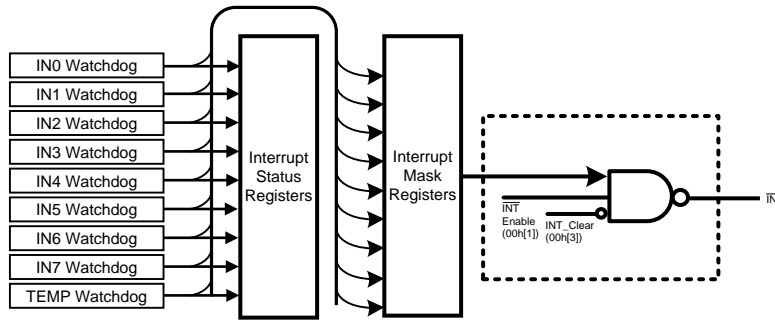 IN0 Watchdog
IN1 Watchdog
IN2 Watchdog
IN3 Watchdog
IN4 Watchdog
IN5 Watchdog
IN6 Watchdog
IN7 Watchdog
TEMP Watchdog
Interrupt
Status
Registers
Interrupt
Mask
Registers
INT
Enable
(00h[1])
INT_Clear
(00h[3])